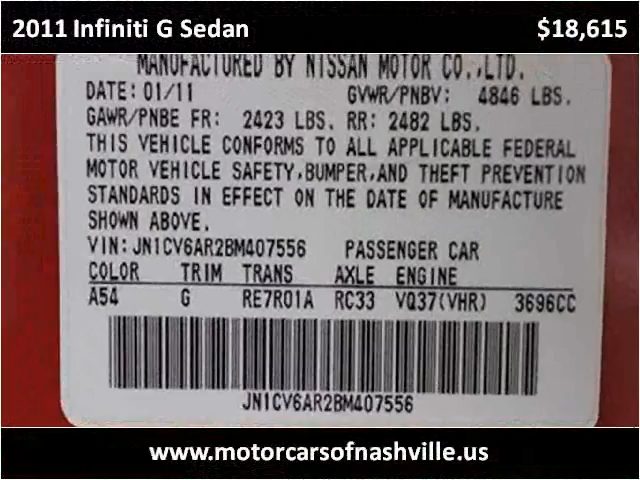 2011 Infiniti G Sedan $18,615
MANUFACTURED BY NISSAN MOTOR CO.,LTD.
DATE: 01/11 GVWR/PNBV: 4846 LBS.
GAWR/PNBE FR: 2423 LBS. RR: 2482 LBS.
THIS VEHICLE CONFORMS TO ALL APPLICABLE FEDERAL
MOTOR VEHICLE SAFETY,BUMPER,AND THEFT PREVENTION
STANDARDS IN EFFECT ON THE DATE OF MANUFACTURE
SHOWN ABOVE.
VIN: JN1CV6AR2BM407556 PASSENGER CAR
COLOR TRIM TRANS AXLE ENGINE
A54 G RE7R01A RC33 VQ37(VHR) 3696CC
JN1CV6AR2BM407556
www.motorcarsofnashville.us